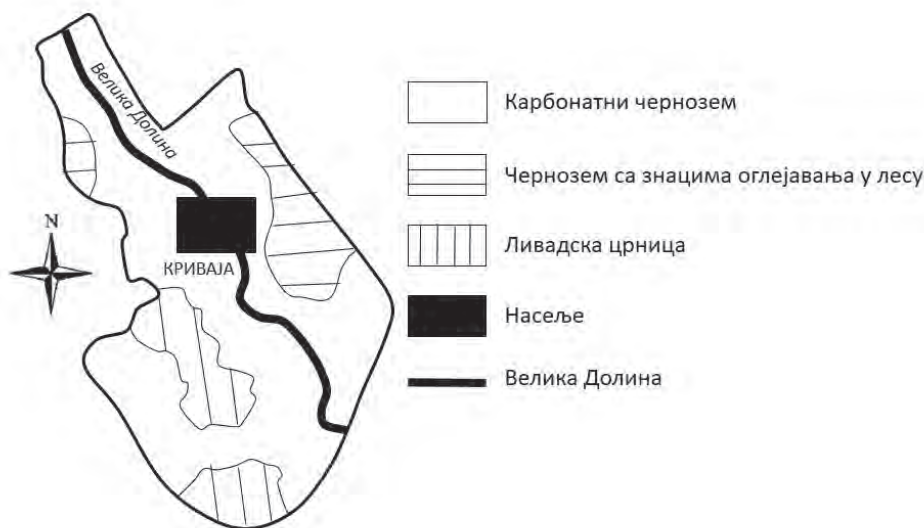 Велика Долина
N
КРИВАЈА
Карбонатни чернозем
Чернозем са знацима оглејавања у лесу
Ливадска црница
Насеље
Велика Долина